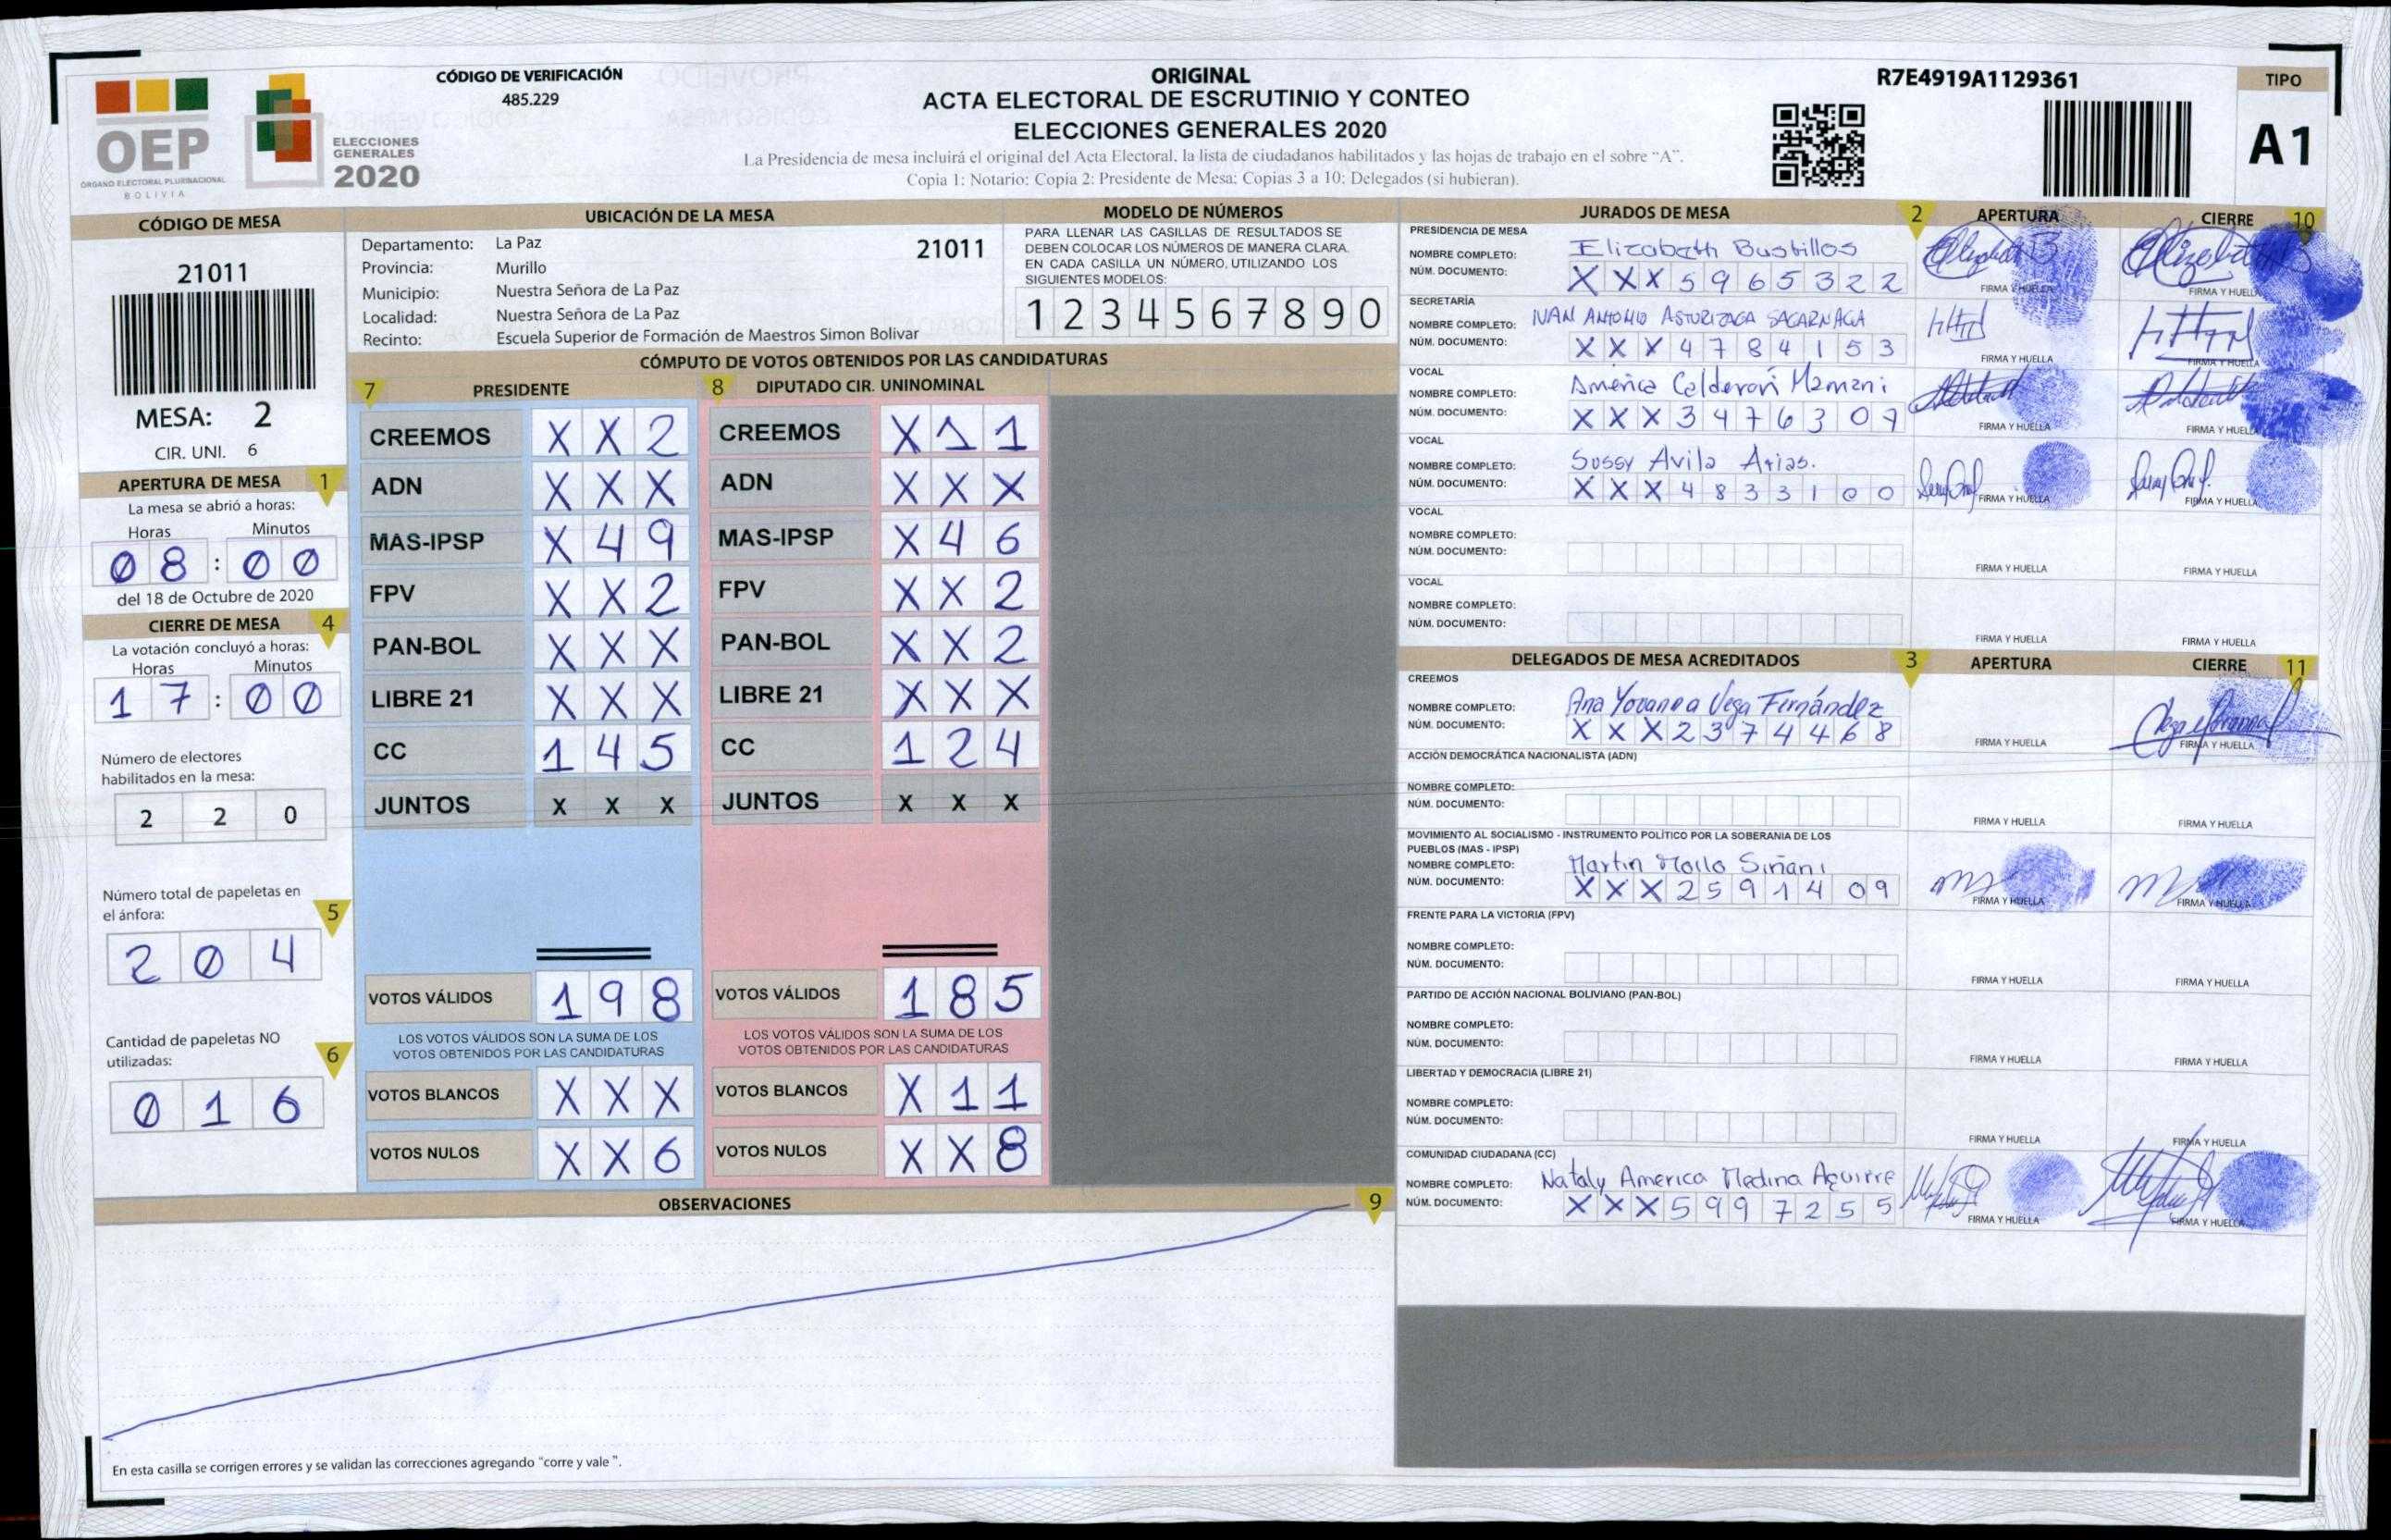 CÓDIGO DE VERIFICACIÓN
485.229
OEP
ÓRGANO ELECTORAL PLURINACIONAL
BOLIVIA
ELECCIONES
GENERALES
2020
ORIGINAL
ACTA ELECTORAL DE ESCRUTINIO Y CONTEO
ELECCIONES GENERALES 2020
La Presidencia de mesa incluirá el original del Acta Electoral, la lista de ciudadanos habilitados y las hojas de trabajo en el sobre "A".
Copia 1: Notario; Copia 2: Presidente de Mesa; Copias 3 a 10; Delegados (si hubieran).
R7E4919A1129361
TIPO
A1
CÓDIGO DE MESA
21011
MESA: 2
CIR. UNI. 6
UBICACIÓN DE LA MESA
21011
Departamento: La Paz
Provincia: Murillo
Municipio: Nuestra Señora de La Paz
Localidad: Nuestra Señora de La Paz
Recinto: Escuela Superior de Formación de Maestros Simon Bolivar
MODELO DE NÚMEROS
PARA LLENAR LAS CASILLAS DE RESULTADOS SE
DEBEN COLOCAR LOS NÚMEROS DE MANERA CLARA.
EN CADA CASILLA UN NÚMERO, UTILIZANDO LOS
SIGUIENTES MODELOS:
1 2 3 4 5 6 7 8 9 0
APERTURA DE MESA 1
La mesa se abrió a horas:
Horas Minutos
0 8 : 0 0
del 18 de Octubre de 2020
CIERRE DE MESA 4
La votación concluyó a horas:
Horas Minutos
1 7 : 0 0
Número de electores
habilitados en la mesa:
2 2 0
Número total de papeletas en
el ánfora: 5
2 0 4
Cantidad de papeletas NO
utilizadas: 6
0 1 6
CÓMPUTO DE VOTOS OBTENIDOS POR LAS CANDIDATURAS
7 PRESIDENTE
CREEMOS X X 2
ADN X X X
MAS-IPSP X 4 9
FPV X X 2
PAN-BOL X X X
LIBRE 21 X X X
CC 1 4 5
JUNTOS X X X
VOTOS VÁLIDOS 1 9 8
LOS VOTOS VÁLIDOS SON LA SUMA DE LOS
VOTOS OBTENIDOS POR LAS CANDIDATURAS
VOTOS BLANCOS X X X
VOTOS NULOS X X 6
8 DIPUTADO CIR. UNINOMINAL
CREEMOS X 1 1
ADN X X X
MAS-IPSP X 4 6
FPV X X 2
PAN-BOL X X 2
LIBRE 21 X X X
CC 1 2 4
JUNTOS X X X
VOTOS VÁLIDOS 1 8 5
LOS VOTOS VÁLIDOS SON LA SUMA DE LOS
VOTOS OBTENIDOS POR LAS CANDIDATURAS
VOTOS BLANCOS X 1 1
VOTOS NULOS X X 8
OBSERVACIONES 9
En esta casilla se corrigen errores y se validan las correcciones agregando "corre y vale ".
JURADOS DE MESA 2 APERTURA CIERRE 10
PRESIDENCIA DE MESA
NOMBRE COMPLETO: Elizabeth Bustillos
NÚM. DOCUMENTO: X X X 5 9 6 5 3 2 2
FIRMA Y HUELLA FIRMA Y HUELLA
SECRETARÍA
NOMBRE COMPLETO: IVAN ANTONIO ASTURIZAGA SACARNAGA
NÚM. DOCUMENTO: X X X 4 7 8 4 1 5 3
FIRMA Y HUELLA FIRMA Y HUELLA
VOCAL
NOMBRE COMPLETO: América Calderon Mamani
NÚM. DOCUMENTO: X X X 3 4 7 6 3 0 7
FIRMA Y HUELLA FIRMA Y HUELLA
VOCAL
NOMBRE COMPLETO: Sussy Avila Arias.
NÚM. DOCUMENTO: X X X 4 8 3 3 1 0 0
FIRMA Y HUELLA FIRMA Y HUELLA
VOCAL
NOMBRE COMPLETO:
NÚM. DOCUMENTO:
FIRMA Y HUELLA FIRMA Y HUELLA
VOCAL
NOMBRE COMPLETO:
NÚM. DOCUMENTO:
FIRMA Y HUELLA FIRMA Y HUELLA
DELEGADOS DE MESA ACREDITADOS 3 APERTURA CIERRE 11
CREEMOS
NOMBRE COMPLETO: Ana Yovanna Vega Fernández
NÚM. DOCUMENTO: X X X 2 3 7 4 4 6 8
FIRMA Y HUELLA FIRMA Y HUELLA
ACCIÓN DEMOCRÁTICA NACIONALISTA (ADN)
NOMBRE COMPLETO:
NÚM. DOCUMENTO:
FIRMA Y HUELLA FIRMA Y HUELLA
MOVIMIENTO AL SOCIALISMO - INSTRUMENTO POLÍTICO POR LA SOBERANIA DE LOS
PUEBLOS (MAS - IPSP)
NOMBRE COMPLETO: Martin Mollo Siñani
NÚM. DOCUMENTO: X X X 2 5 9 1 4 0 9
FIRMA Y HUELLA FIRMA Y HUELLA
FRENTE PARA LA VICTORIA (FPV)
NOMBRE COMPLETO:
NÚM. DOCUMENTO:
FIRMA Y HUELLA FIRMA Y HUELLA
PARTIDO DE ACCIÓN NACIONAL BOLIVIANO (PAN-BOL)
NOMBRE COMPLETO:
NÚM. DOCUMENTO:
FIRMA Y HUELLA FIRMA Y HUELLA
LIBERTAD Y DEMOCRACIA (LIBRE 21)
NOMBRE COMPLETO:
NÚM. DOCUMENTO:
FIRMA Y HUELLA FIRMA Y HUELLA
COMUNIDAD CIUDADANA (CC)
NOMBRE COMPLETO: Nataly America Medina Aguirre
NÚM. DOCUMENTO: X X X 5 9 9 7 2 5 5
FIRMA Y HUELLA FIRMA Y HUELLA